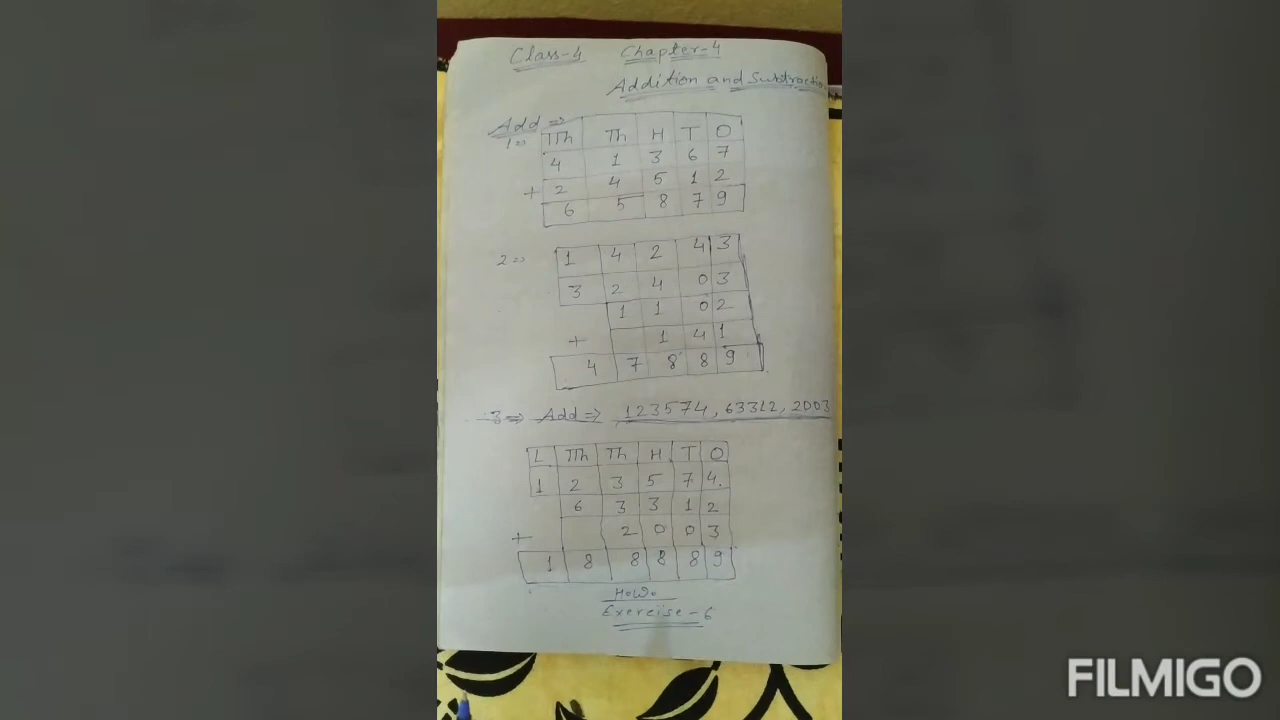 Class-4 Chapter-4
Addition and Subtraction
Add ⇒
1⇒ TTh Th H T O
4 1 3 6 7
+ 2 4 5 1 2
6 5 8 7 9
2⇒ 1 4 2 4 3
3 2 4 0 3
1 1 0 2
+ 1 4 1
4 7 8 8 9
3⇒ Add ⇒ 123574, 63312, 2003
L TTh Th H T O
1 2 3 5 7 4.
6 3 3 1 2
+ 2 0 0 3
1 8 8 8 8 9
H.W.
Exercise-6
FILMIGO